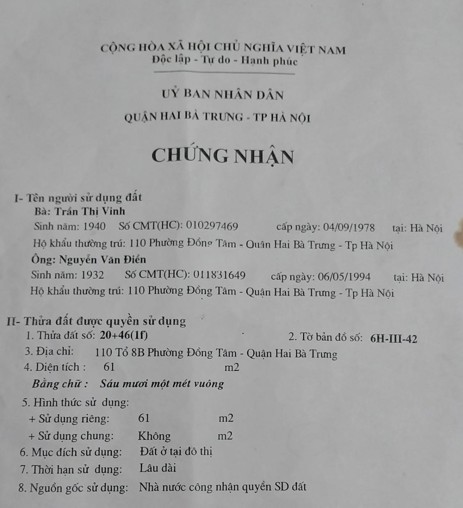 CỘNG HÒA XÃ HỘI CHỦ NGHĨA VIỆT NAM
Độc lập - Tự do - Hạnh phúc
UỶ BAN NHÂN DÂN
QUẬN HAI BÀ TRƯNG - TP HÀ NỘI
CHỨNG NHẬN
I- Tên người sử dụng đất
Bà: Trần Thị Vinh
Sinh năm: 1940 Số CMT(HC): 010297469 cấp ngày: 04/09/1978 tại: Hà Nội
Hộ khẩu thường trú: 110 Phường Đồng Tâm - Quận Hai Bà Trưng - Tp Hà Nội
Ông: Nguyễn Văn Điền
Sinh năm: 1932 Số CMT(HC): 011831649 cấp ngày: 06/05/1994 tại: Hà Nội
Hộ khẩu thường trú: 110 Phường Đồng Tâm - Quận Hai Bà Trưng - Tp Hà Nội
II- Thửa đất được quyền sử dụng
1. Thửa đất số: 20+46(1f) 2. Tờ bản đồ số: 6H-III-42
3. Địa chỉ: 110 Tổ 8B Phường Đồng Tâm - Quận Hai Bà Trưng
4. Diện tích : 61 m2
Bằng chữ : Sáu mươi một mét vuông
5. Hình thức sử dụng:
+ Sử dụng riêng: 61 m2
+ Sử dụng chung: Không m2
6. Mục đích sử dụng: Đất ở tại đô thị
7. Thời hạn sử dụng: Lâu dài
8. Nguồn gốc sử dụng: Nhà nước công nhận quyền SD đất